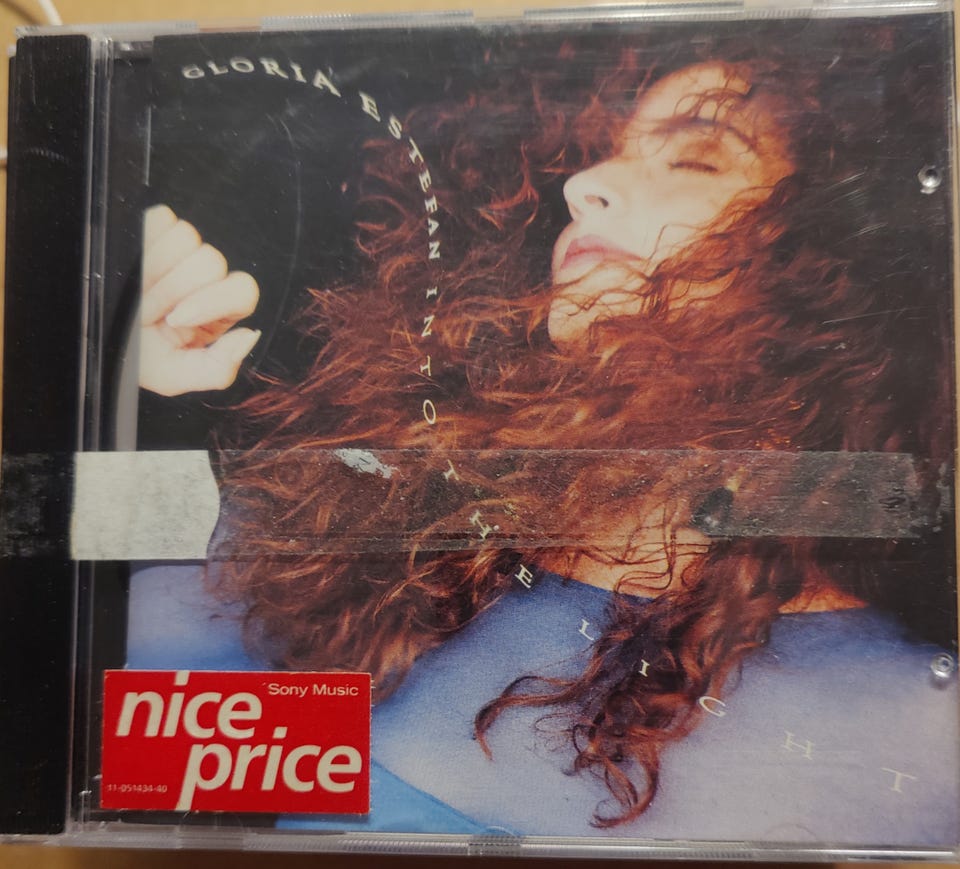 GLORIA ESTEFAN INTO THE LIGHT
Sony Music
nice
price
11-051434-40